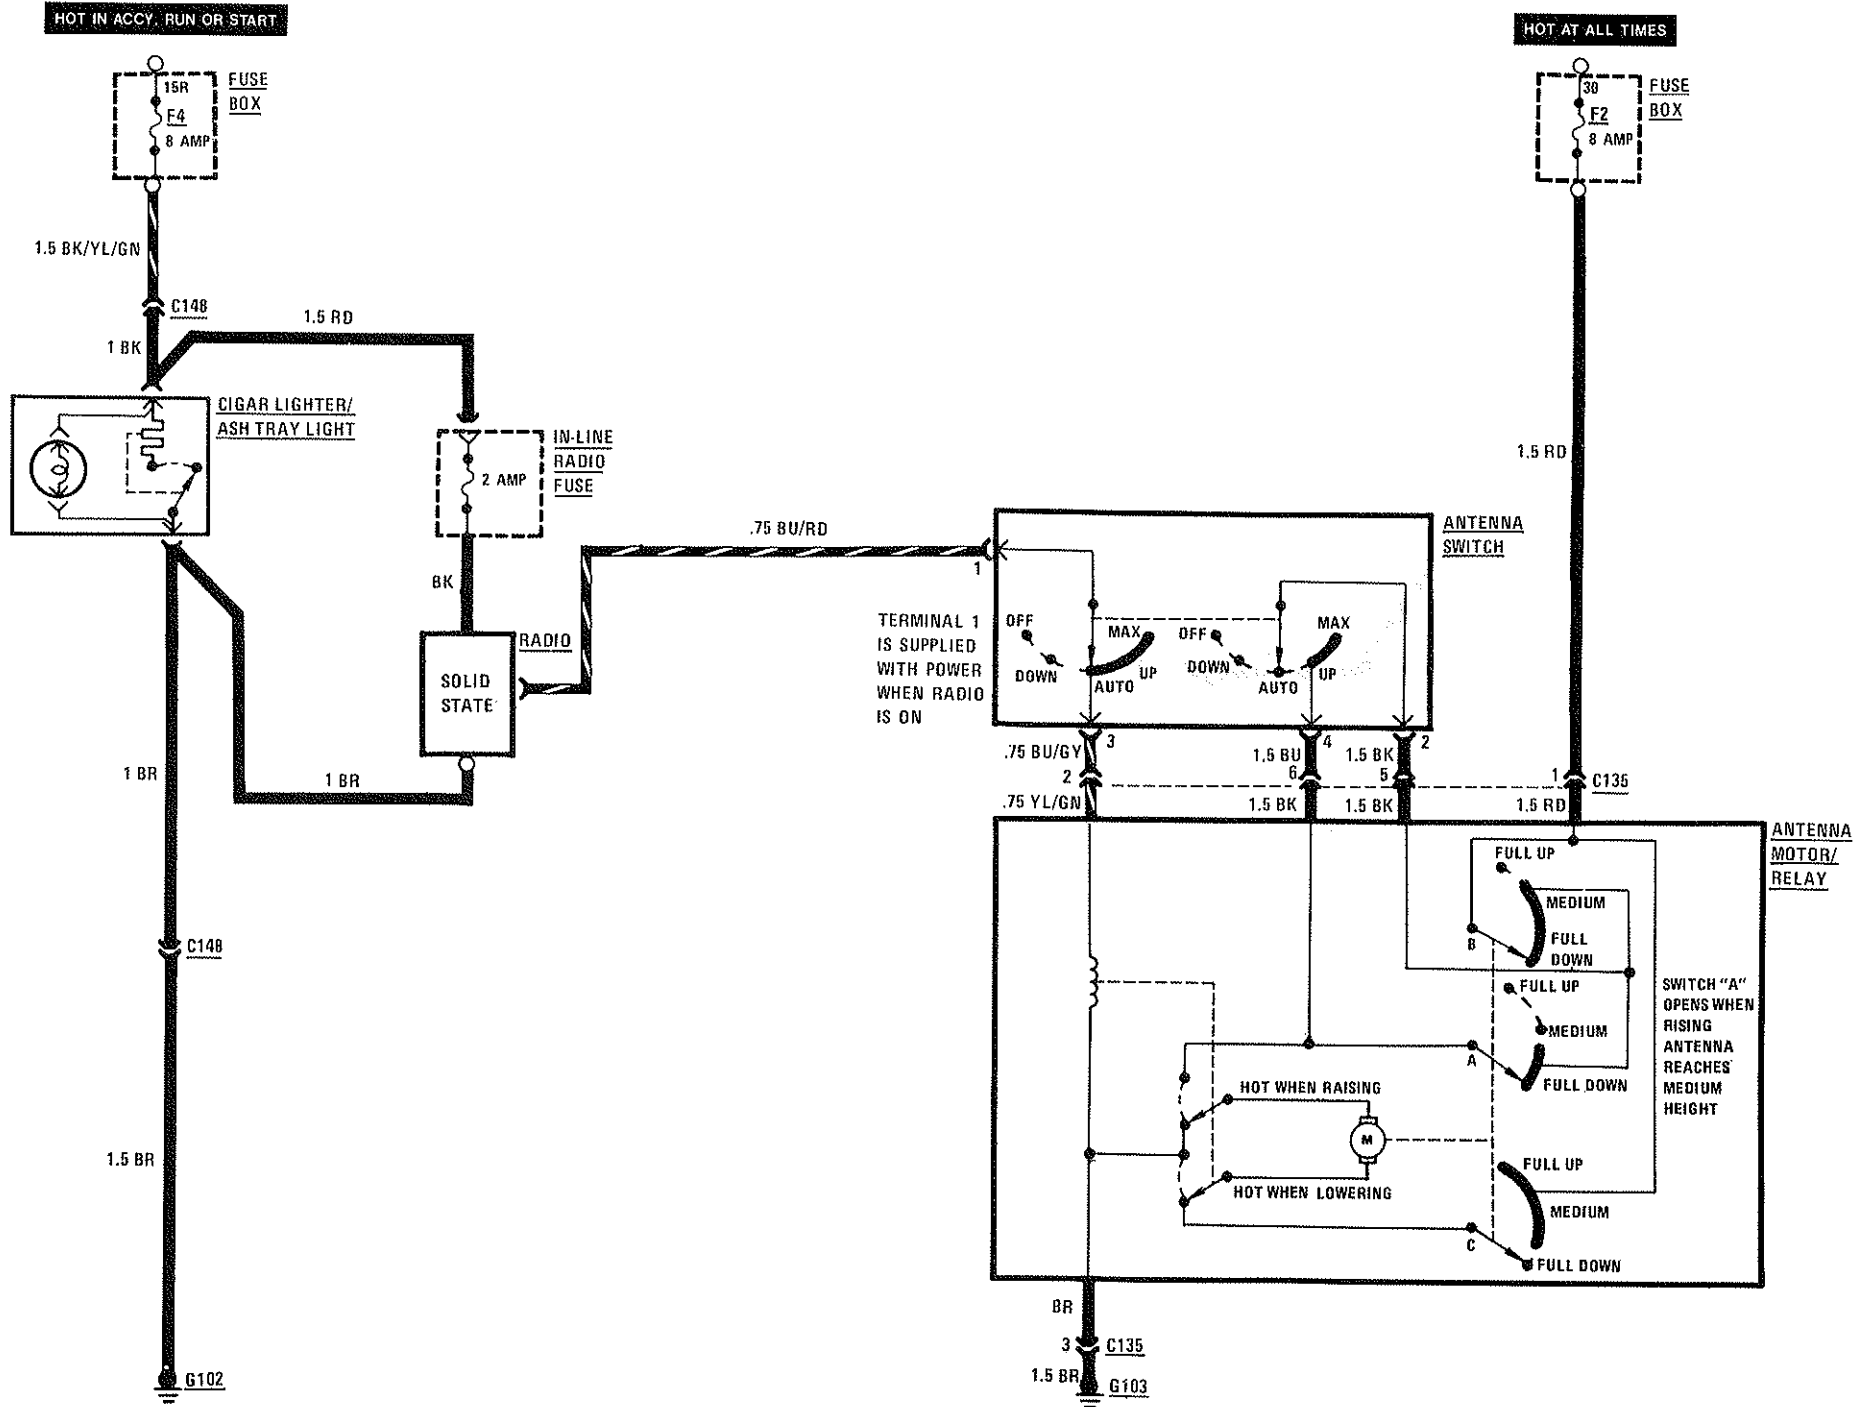 HOT IN ACCY, RUN OR START
HOT AT ALL TIMES
15R
F4
8 AMP
FUSE
BOX
30
F2
8 AMP
FUSE
BOX
1.5 BK/YL/GN
C148
1.5 RD
1 BK
CIGAR LIGHTER/
ASH TRAY LIGHT
2 AMP
IN-LINE
RADIO
FUSE
1.5 RD
.75 BU/RD
ANTENNA
SWITCH
1
BK
RADIO
SOLID
STATE
TERMINAL 1
IS SUPPLIED
WITH POWER
WHEN RADIO
IS ON
OFF
DOWN
AUTO
UP
MAX
OFF
DOWN
AUTO
UP
MAX
3
4
2
.75 BU/GY
1.5 BU
1.5 BK
2
6
5
1
C135
.75 YL/GN
1.5 BK
1.5 BK
1.5 RD
1 BR
1 BR
ANTENNA
MOTOR/
RELAY
FULL UP
MEDIUM
B
FULL
DOWN
FULL UP
MEDIUM
A
FULL DOWN
SWITCH "A"
OPENS WHEN
RISING
ANTENNA
REACHES
MEDIUM
HEIGHT
HOT WHEN RAISING
M
HOT WHEN LOWERING
FULL UP
MEDIUM
C
FULL DOWN
C148
1.5 BR
G102
BR
3
C135
1.5 BR
G103